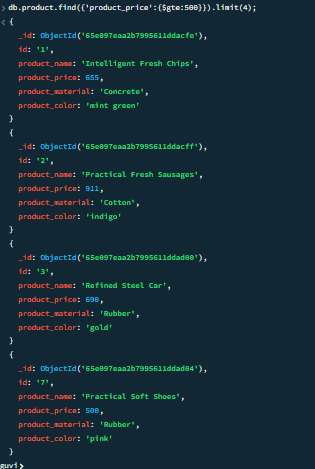 > db.product.find({'product_price':{$gte:500}}).limit(4);
< {
_id: ObjectId('65e097eaa2b7995611ddacfe'),
id: '1',
product_name: 'Intelligent Fresh Chips',
product_price: 655,
product_material: 'Concrete',
product_color: 'mint green'
}
{
_id: ObjectId('65e097eaa2b7995611ddacff'),
id: '2',
product_name: 'Practical Fresh Sausages',
product_price: 911,
product_material: 'Cotton',
product_color: 'indigo'
}
{
_id: ObjectId('65e097eaa2b7995611ddad00'),
id: '3',
product_name: 'Refined Steel Car',
product_price: 690,
product_material: 'Rubber',
product_color: 'gold'
}
{
_id: ObjectId('65e097eaa2b7995611ddad04'),
id: '7',
product_name: 'Practical Soft Shoes',
product_price: 500,
product_material: 'Rubber',
product_color: 'pink'
}
guvi>